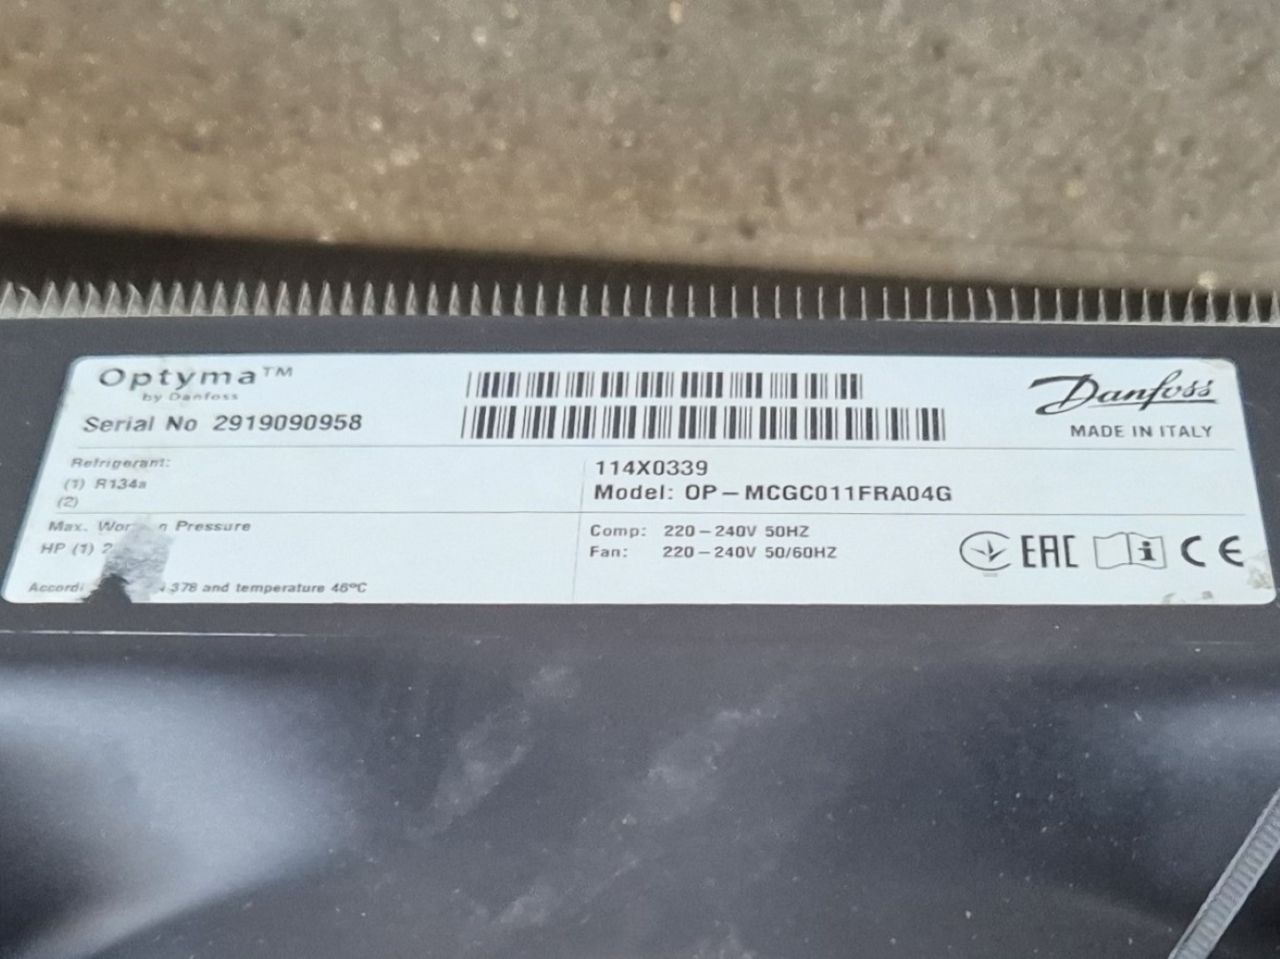 Optyma™
by Danfoss
Serial No 2919090958
Danfoss
MADE IN ITALY
Refrigerant:
(1) R134a
(2)
114X0339
Model: OP-MCGC011FRA04G
Max. Pressure
HP (1)
378 and temperature 46ºC
Comp: 220-240V 50HZ
Fan: 220-240V 50/60HZ
EAC i CE